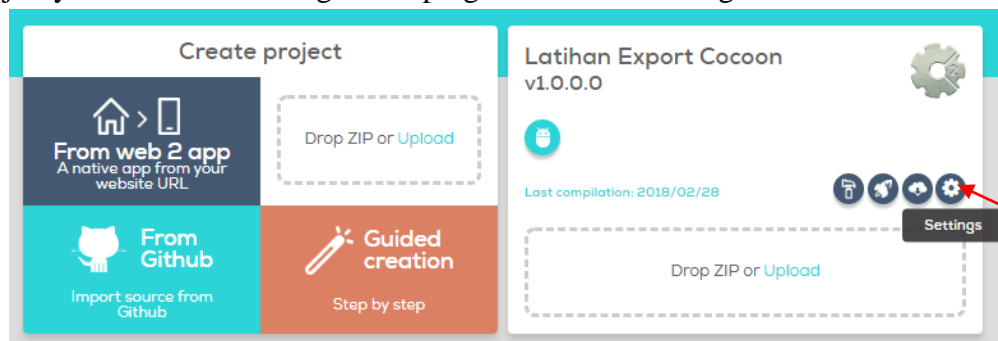 Create project
From web 2 app
A native app from your
website URL
Drop ZIP or Upload
From
Github
Import source from
Github
Guided
creation
Step by step
Latihan Export Cocoon
v1.0.0.0
2
Last compilation: 2018/02/28
Settings
Drop ZIP or Upload